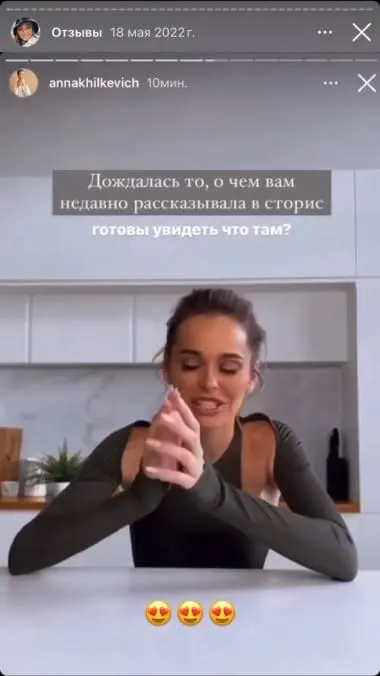 Отзывы 18 мая 2022 г.
annakhilkevich 10мин.
Дождалась то, о чем вам
недавно рассказывала в сторис
готовы увидеть что там?